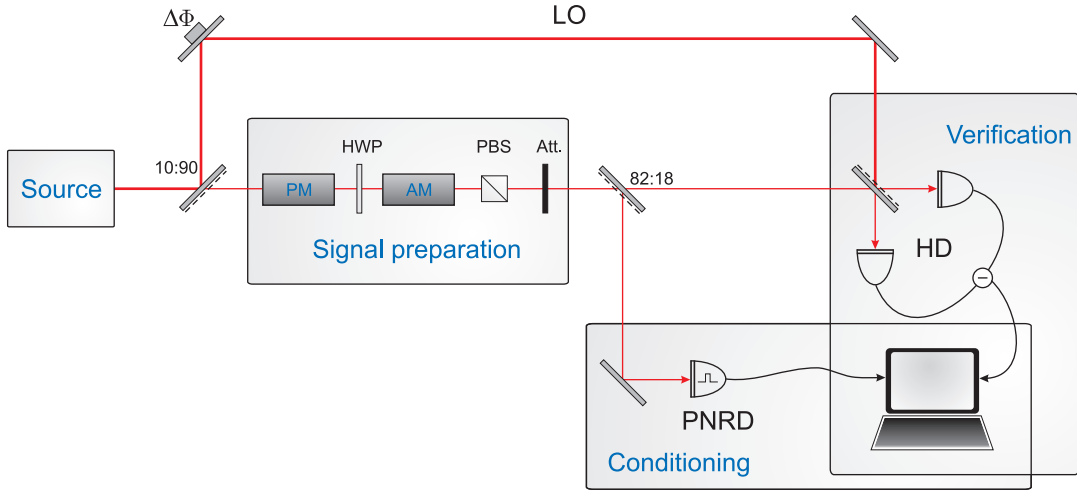 ΔΦ
LO
Verification
10:90
HWP
PBS
Att.
82:18
Source
PM
AM
Signal preparation
HD
−
PNRD
Conditioning